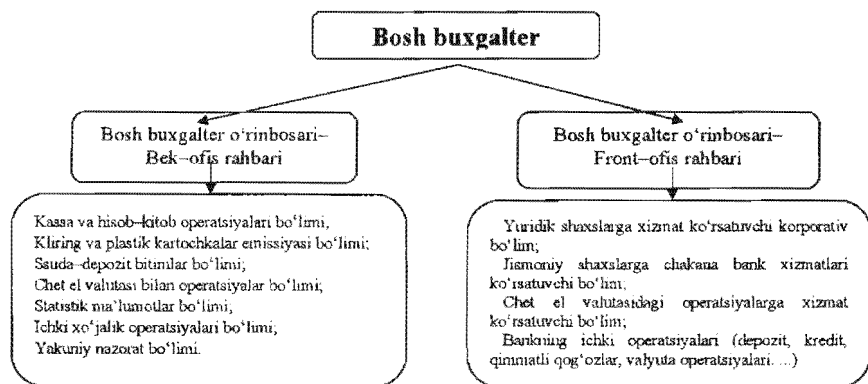 Bosh buxgalter
Bosh buxgalter o‘rinbosari–
Bek–ofis rahbari
Bosh buxgalter o‘rinbosari–
Front–ofis rahbari
Kassa va hisob–kitob operatsiyalari bo‘limi,
Kliring va plastik kartochkalar emissiyasi bo‘limi;
Ssuda–depozit bitimlar bo‘limi;
Chet el valutasi bilan operatsiyalar bo‘limi;
Statistik ma’lumotlar bo‘limi;
Ichki xo‘jalik operatsiyalari bo‘limi;
Yakuniy nazorat bo‘limi.
Yuridik shaxslarga xizmat ko‘rsatuvchi korporativ
bo‘lim;
Jismoniy shaxslarga chakana bank xizmatlari
ko‘rsatuvchi bo‘lim;
Chet el valutasidagi operatsiyalarga xizmat
ko‘rsatuvchi bo‘lim;
Bankning ichki operatsiyalari (depozit, kredit,
qimmatli qog‘ozlar, valyuta operatsiyalari. ...)